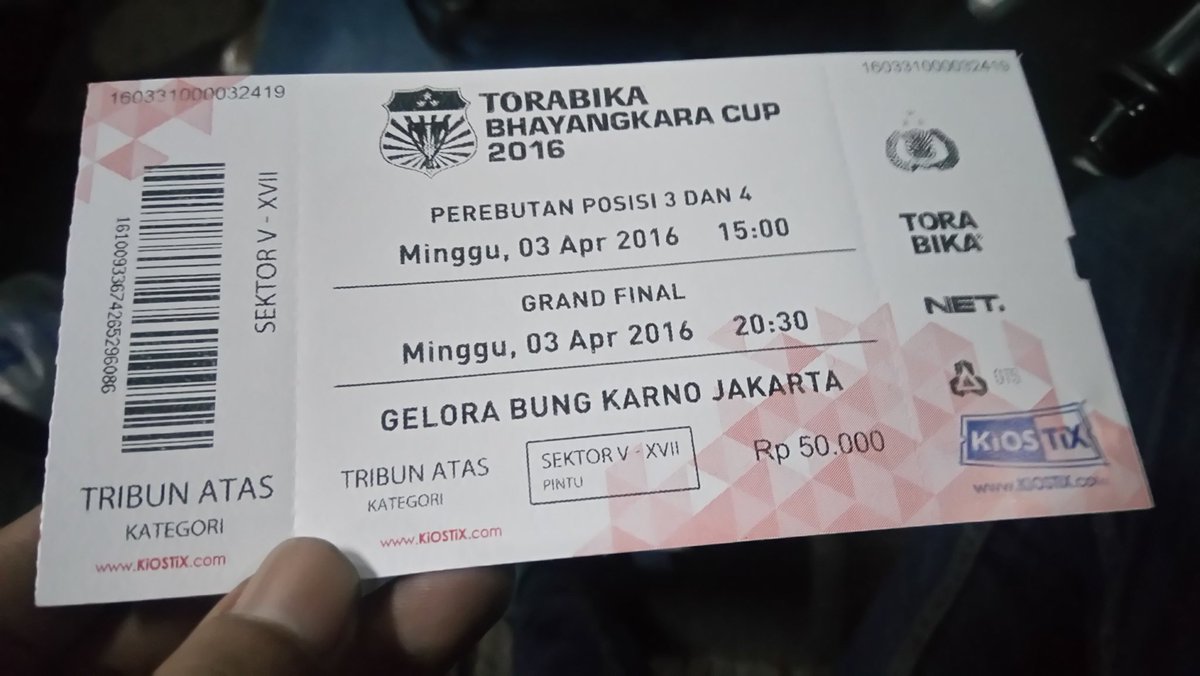 160331000032419
161009336742652960​86
SEKTOR V - XVII
TRIBUN ATAS
KATEGORI
www.KiOSTiX.com
TORABIKA
BHAYANGKARA CUP
2016
PEREBUTAN POSISI 3 DAN 4
Minggu, 03 Apr 2016 15:00
GRAND FINAL
Minggu, 03 Apr 2016 20:30
GELORA BUNG KARNO JAKARTA
TRIBUN ATAS
KATEGORI
SEKTOR V - XVII
PINTU
Rp 50.000
www.KiOSTiX.com
160331000032419
TORA
BIKA
NET.
KiOSTiX
www.KiOSTiX.com